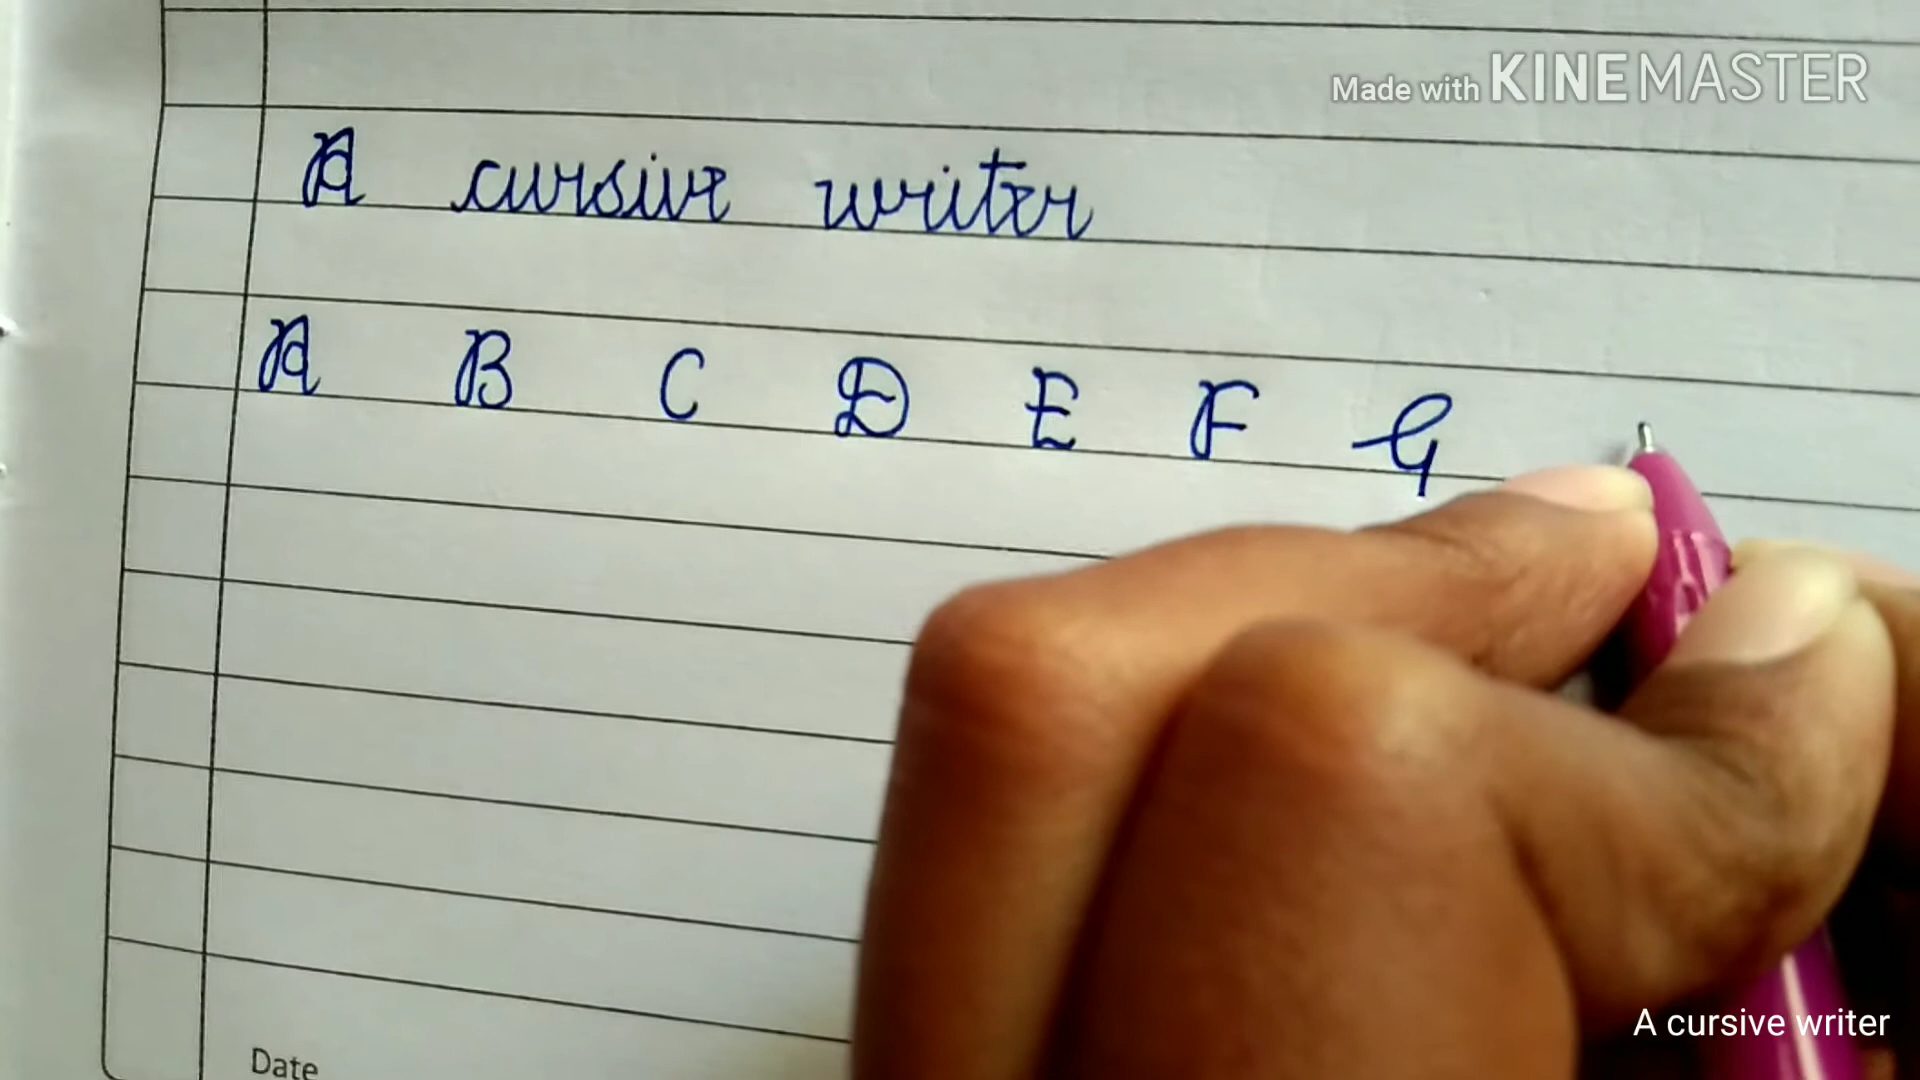 Made with KINEMASTER
A cursive writer
A B C D E F G
A cursive writer
Date